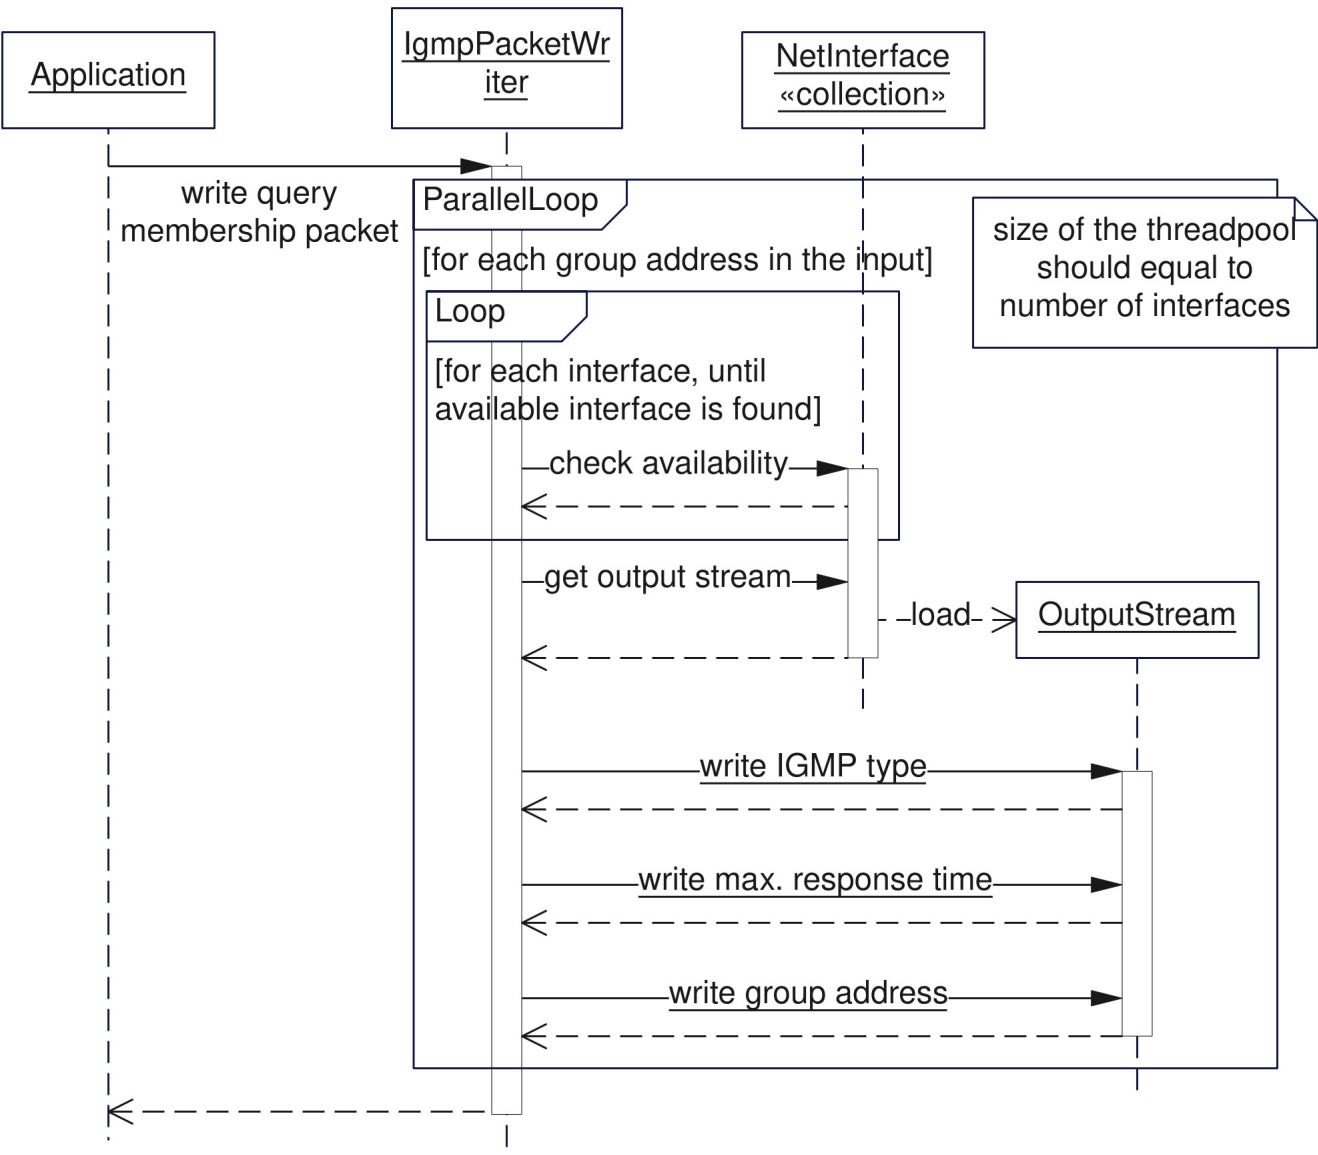 Application
IgmpPacketWr
iter
NetInterface
«collection»
write query
membership packet
ParallelLoop
[for each group address in the input]
size of the threadpool
should equal to
number of interfaces
Loop
[for each interface, until
available interface is found]
check availability
get output stream
load
OutputStream
write IGMP type
write max. response time
write group address